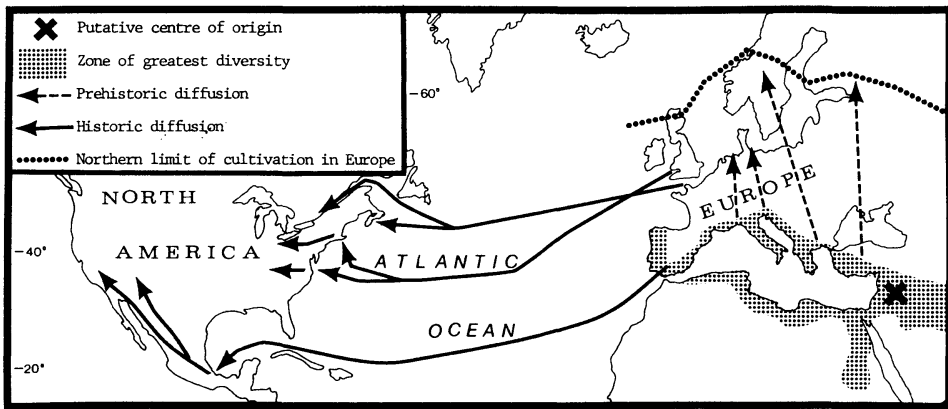 Putative centre of origin
Zone of greatest diversity
Prehistoric diffusion
Historic diffusion
Northern limit of cultivation in Europe
-60°
NORTH
AMERICA
EUROPE
-40°
ATLANTIC
OCEAN
-20°